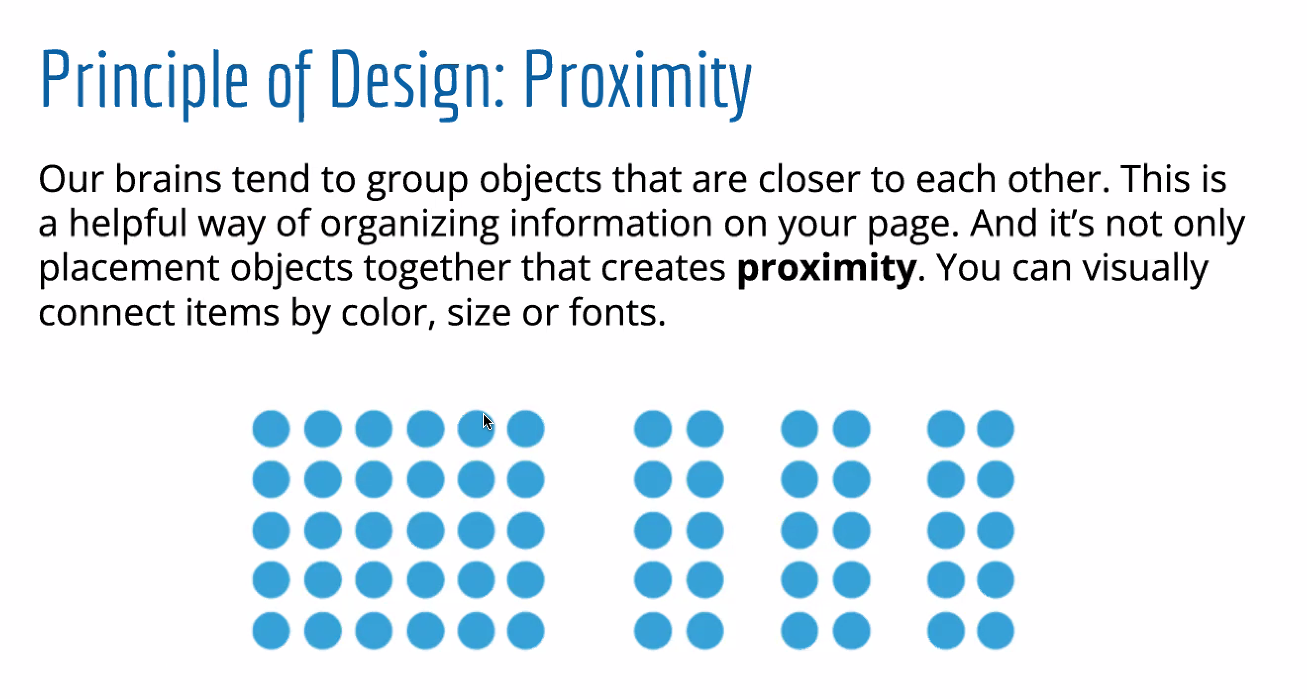 Principle of Design: Proximity
Our brains tend to group objects that are closer to each other. This is
a helpful way of organizing information on your page. And it’s not only
placement objects together that creates proximity. You can visually
connect items by color, size or fonts.